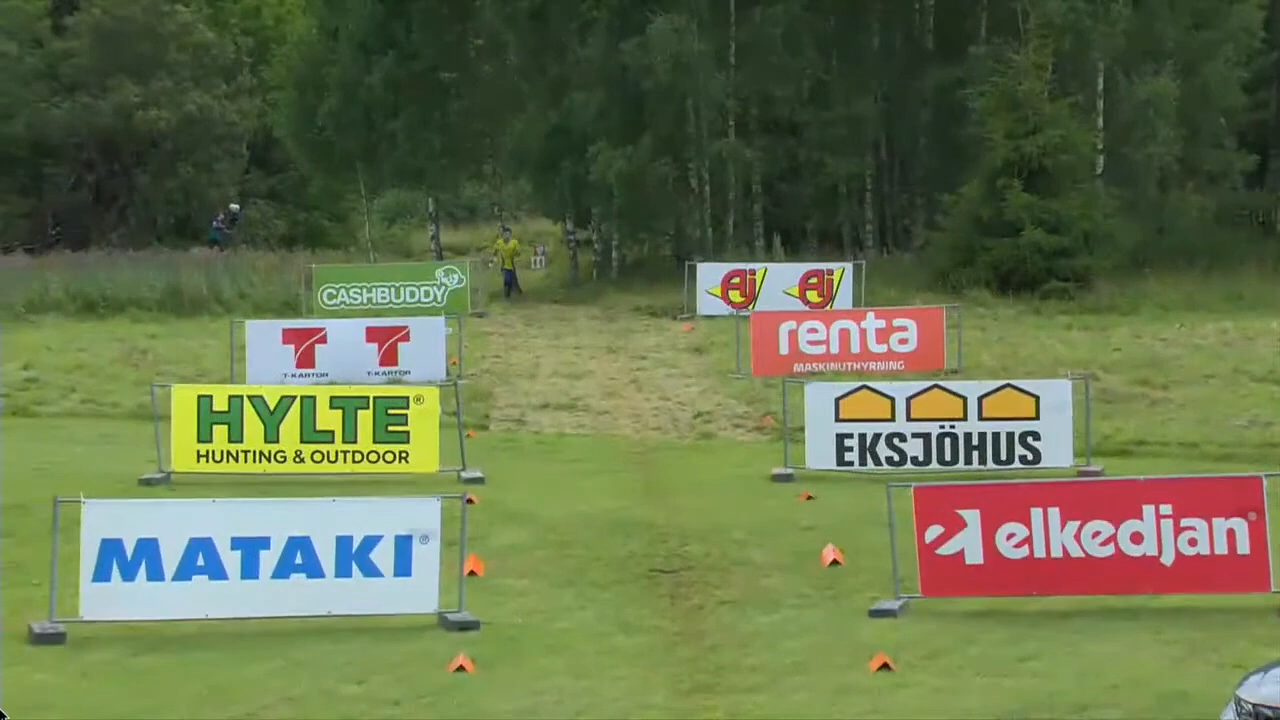 CASHBUDDY
T-KARTOR T-KARTOR
HYLTE®
HUNTING & OUTDOOR
MATAKI®
Aj Aj
renta
MASKINUTHYRNING
EKSJÖHUS
elkedjan